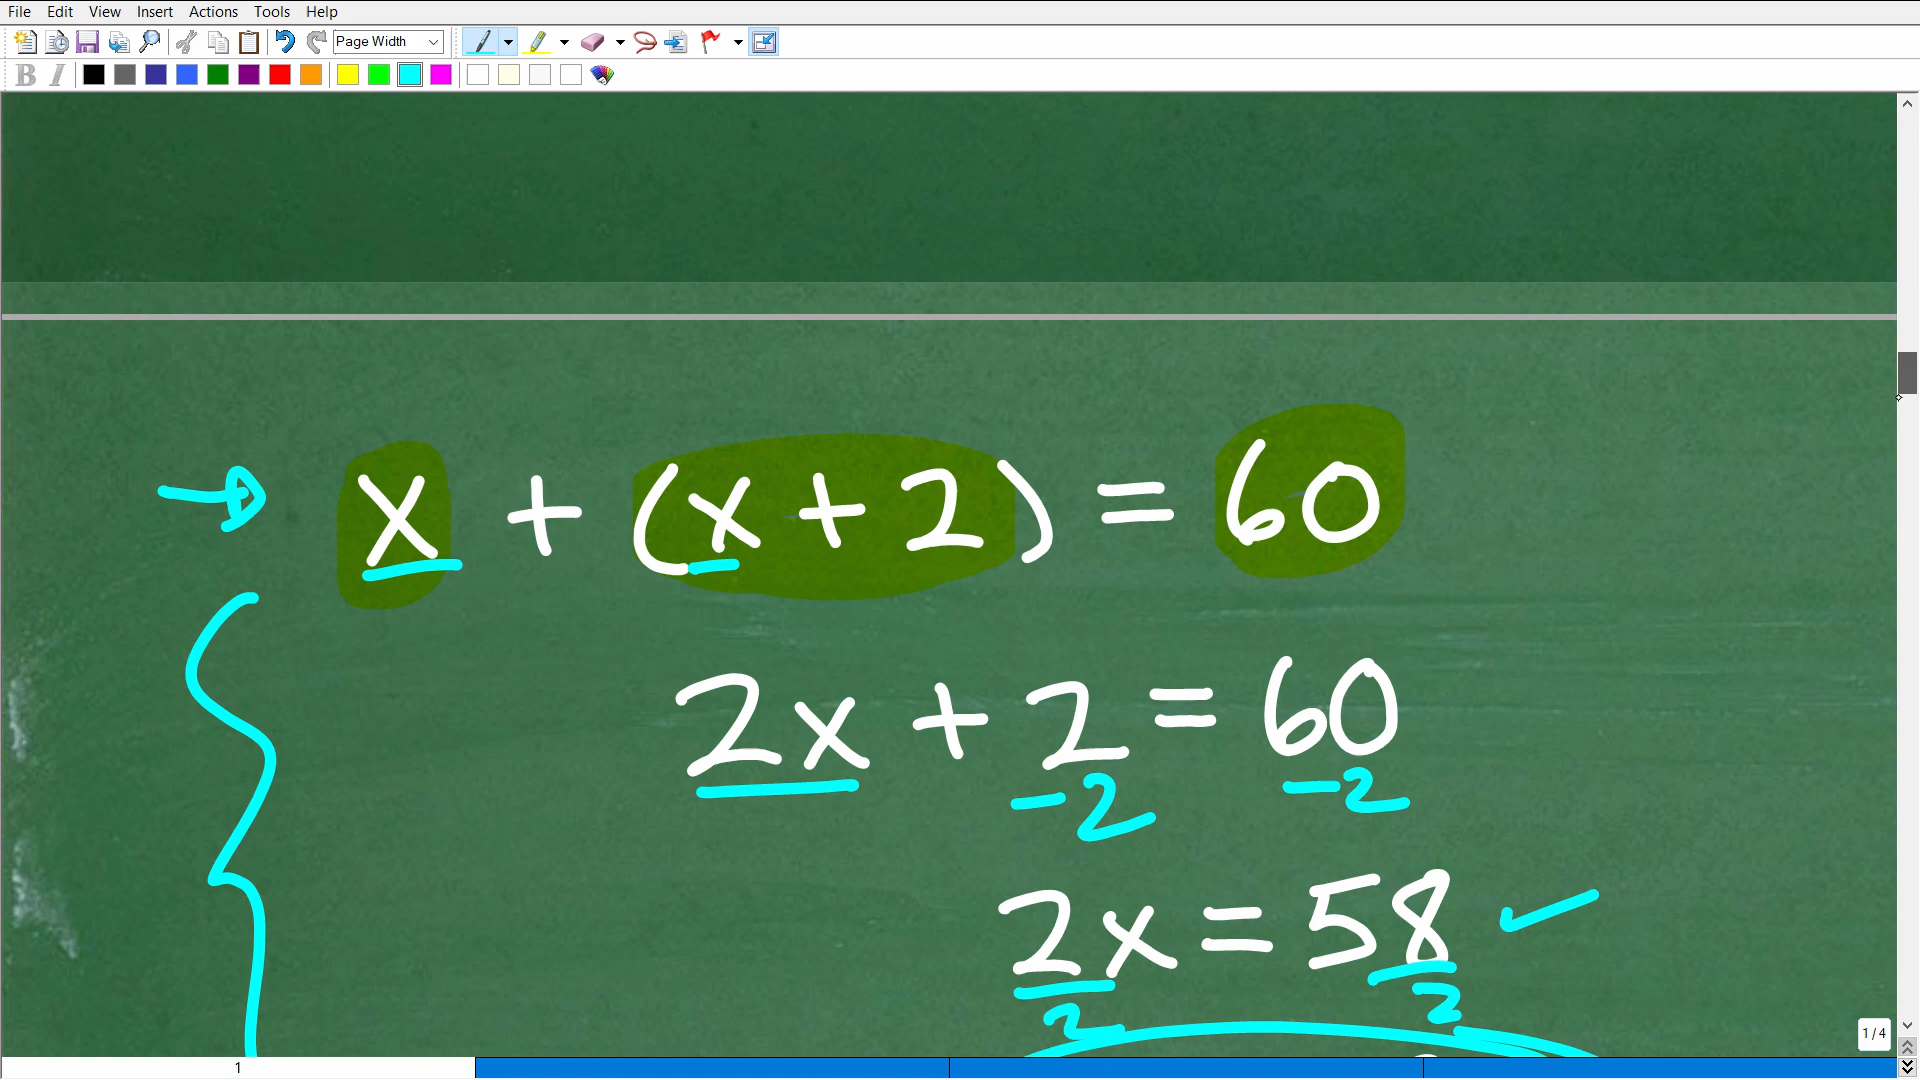 File Edit View Insert Actions Tools Help
Page Width
B I
x + (x + 2) = 60
2x + 2 = 60
-2 -2
2x = 58
2 2
1 / 4
1